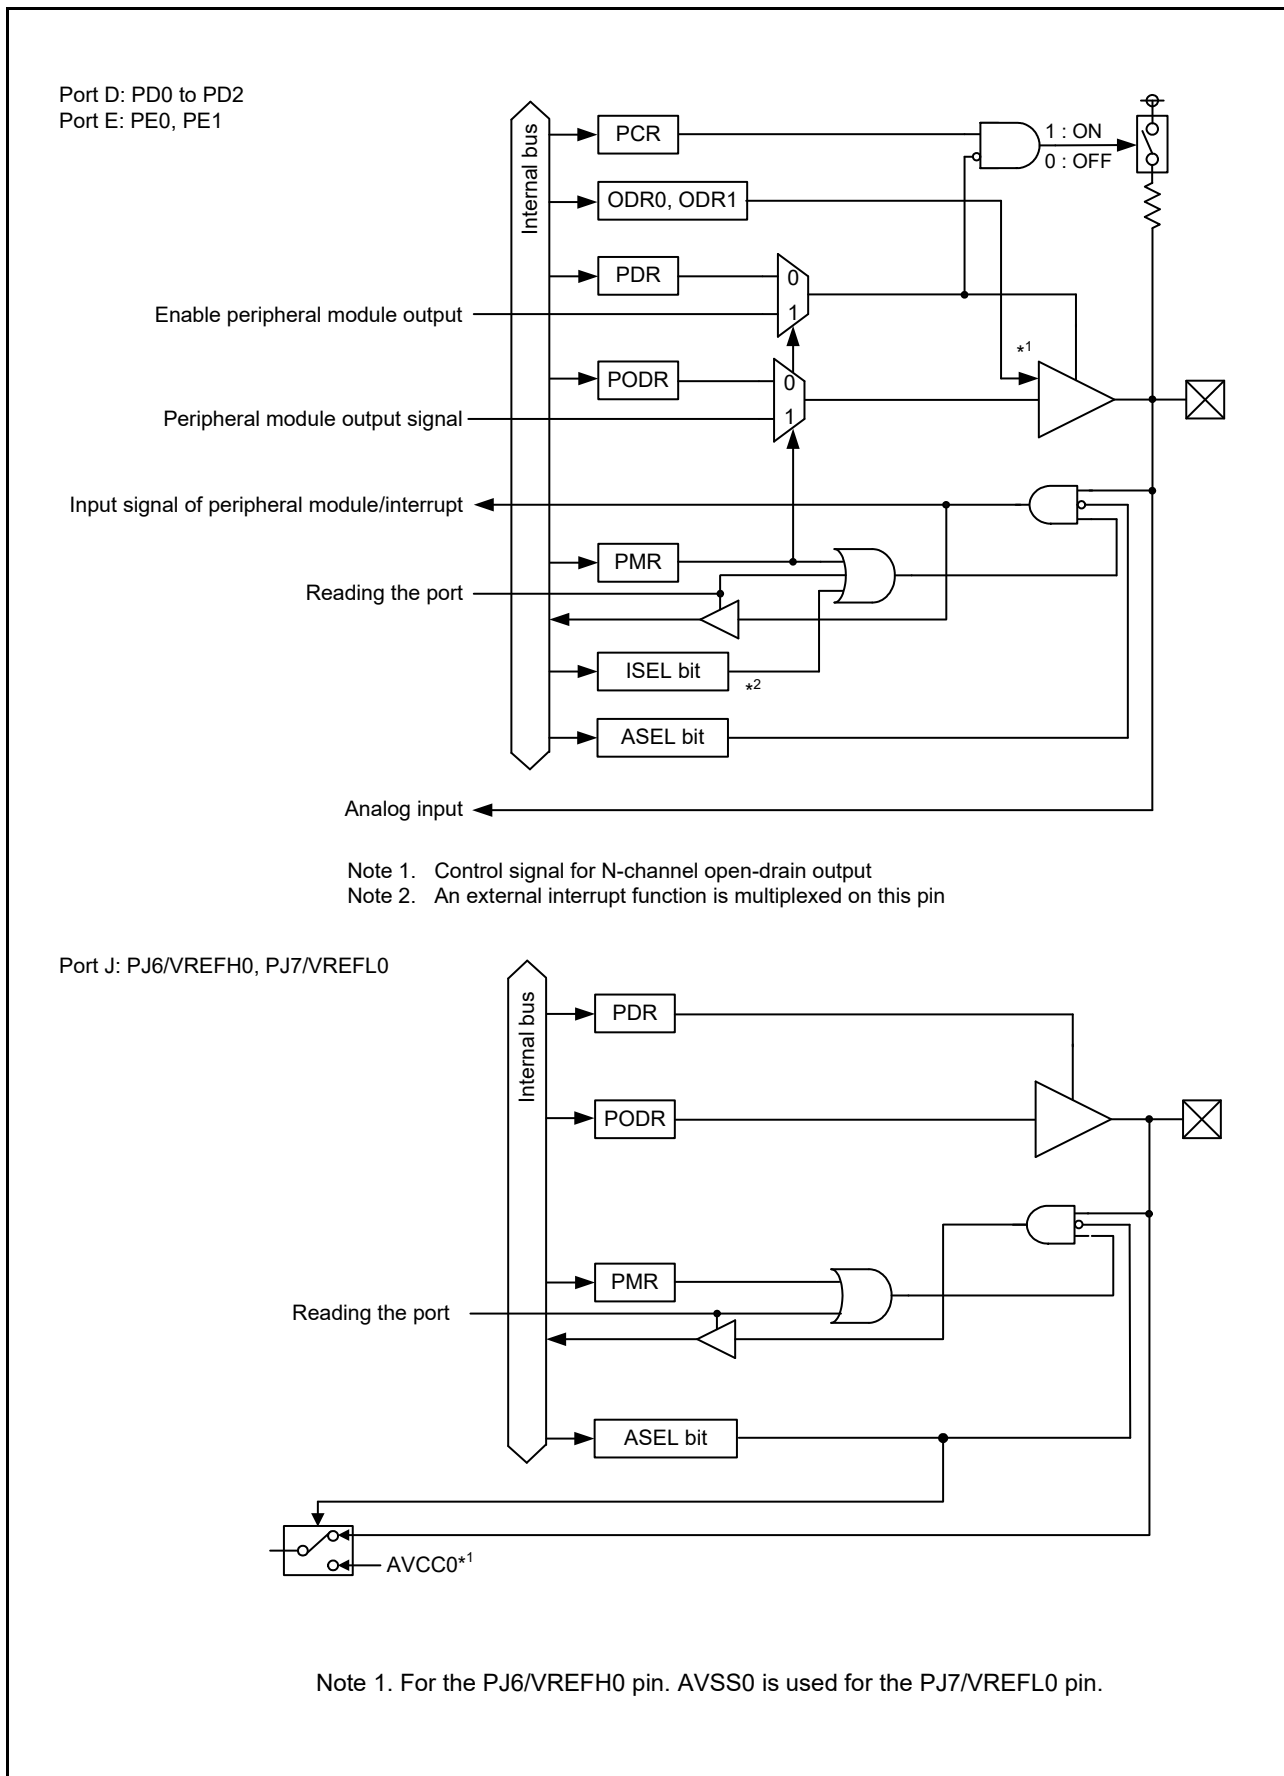 Port D: PD0 to PD2
Port E: PE0, PE1
Internal bus
PCR
1 : ON
0 : OFF
ODR0, ODR1
PDR
0
Enable peripheral module output
1
*1
PODR
0
Peripheral module output signal
1
Input signal of peripheral module/interrupt
PMR
Reading the port
ISEL bit
*2
ASEL bit
Analog input
Note 1. Control signal for N-channel open-drain output
Note 2. An external interrupt function is multiplexed on this pin
Port J: PJ6/VREFH0, PJ7/VREFL0
Internal bus
PDR
PODR
PMR
Reading the port
ASEL bit
AVCC0*1
Note 1. For the PJ6/VREFH0 pin. AVSS0 is used for the PJ7/VREFL0 pin.